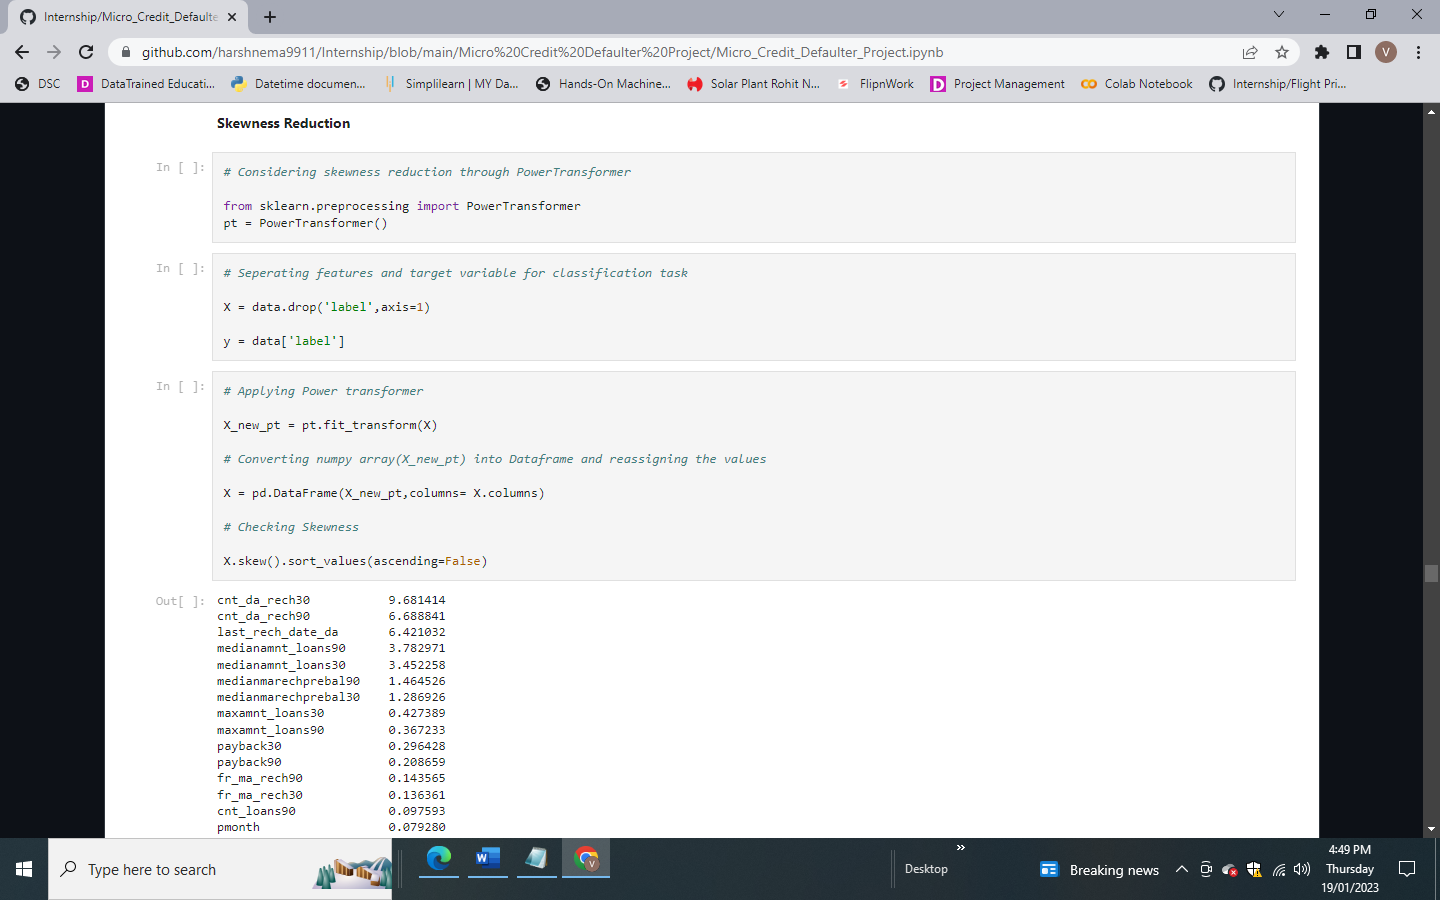 Internship/Micro_Credit_Defaulte
github.com/harshnema9911/Internship/blob/main/Micro%20Credit%20Defaulter%20Project/Micro_Credit_Defaulter_Project.ipynb
V
DSC
D DataTrained Educati...
Datetime documen...
Simplilearn | MY Da...
Hands-On Machine...
Solar Plant Rohit N...
FlipnWork
D Project Management
Colab Notebook
Internship/Flight Pri...
Skewness Reduction
In [ ]:
# Considering skewness reduction through PowerTransformer
from sklearn.preprocessing import PowerTransformer
pt = PowerTransformer()
In [ ]:
# Seperating features and target variable for classification task
X = data.drop('label',axis=1)
y = data['label']
In [ ]:
# Applying Power transformer
X_new_pt = pt.fit_transform(X)
# Converting numpy array(X_new_pt) into Dataframe and reassigning the values
X = pd.DataFrame(X_new_pt,columns= X.columns)
# Checking Skewness
X.skew().sort_values(ascending=False)
Out[ ]:
cnt_da_rech30 9.681414
cnt_da_rech90 6.688841
last_rech_date_da 6.421032
medianamnt_loans90 3.782971
medianamnt_loans30 3.452258
medianmarechprebal90 1.464526
medianmarechprebal30 1.286926
maxamnt_loans30 0.427389
maxamnt_loans90 0.367233
payback30 0.296428
payback90 0.208659
fr_ma_rech90 0.143565
fr_ma_rech30 0.136361
cnt_loans90 0.097593
pmonth 0.079280
Type here to search
Desktop
Breaking news
4:49 PM
Thursday
19/01/2023